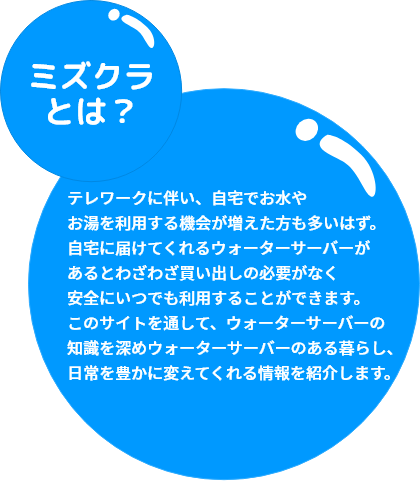 ミズクラ
とは？
テレワークに伴い、自宅でお水や
お湯を利用する機会が増えた方も多いはず。
自宅に届けてくれるウォーターサーバーが
あるとわざわざ買い出しの必要がなく
安全にいつでも利用することができます。
このサイトを通して、ウォーターサーバーの
知識を深めウォーターサーバーのある暮らし、
日常を豊かに変えてくれる情報を紹介します。